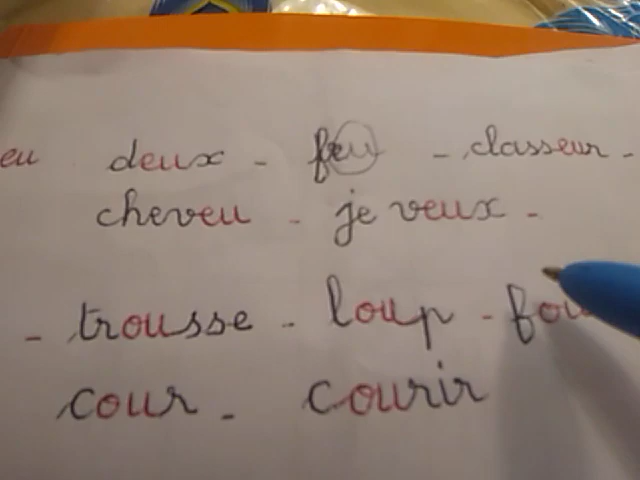 eu deux - feu - classeur -
cheveu - je veux -
- trousse - loup -
cour - courir